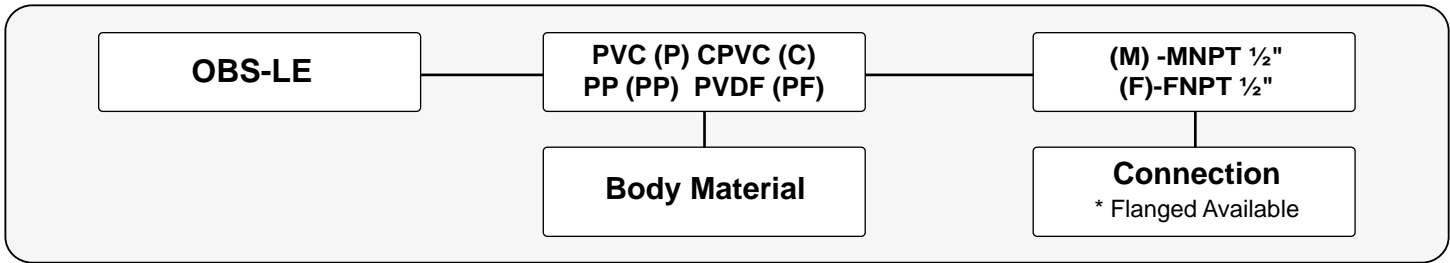 OBS-LE
PVC (P) CPVC (C)
PP (PP) PVDF (PF)
(M) -MNPT ½"
(F)-FNPT ½"
Body Material
Connection
* Flanged Available